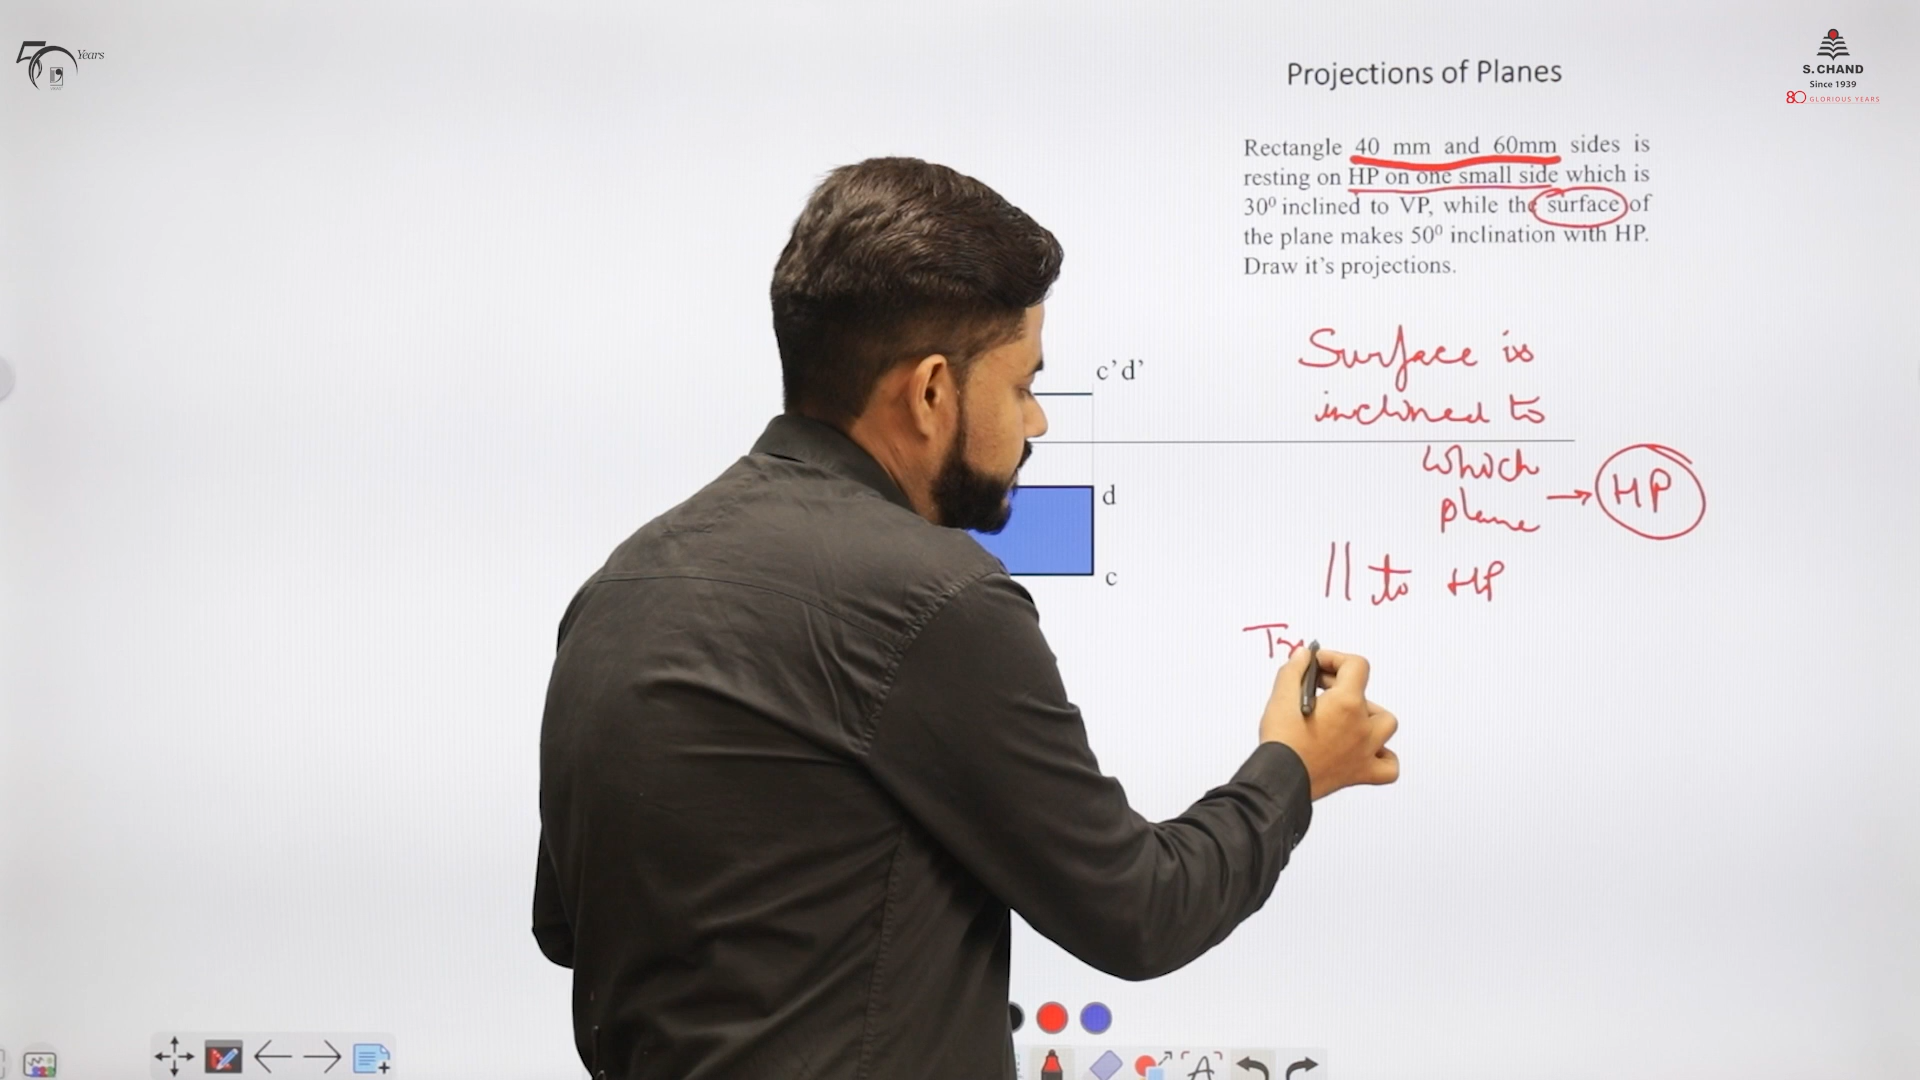 50 Years
S. CHAND
Since 1939
80 GLORIOUS YEARS
Projections of Planes
Rectangle 40 mm and 60mm sides is
resting on HP on one small side which is
30⁰ inclined to VP, while the surface of
the plane makes 50⁰ inclination with HP.
Draw it's projections.
c'd'
d
c
Surface is
inclined to
which
plane → HP
|| to HP